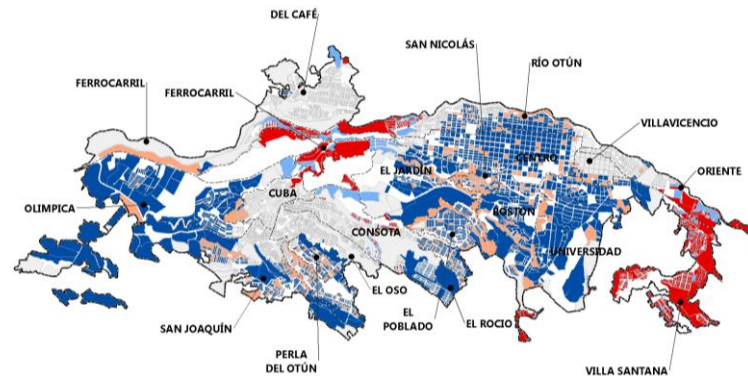 DEL CAFÉ
SAN NICOLÁS
RÍO OTÚN
FERROCARRIL
FERROCARRIL
VILLAVICENCIO
CENTRO
EL JARDÍN
ORIENTE
CUBA
OLIMPICA
BOSTON
CONSOTA
UNIVERSIDAD
EL OSO
SAN JOAQUÍN
EL
POBLADO
EL ROCIO
PERLA
DEL OTÚN
VILLA SANTANA